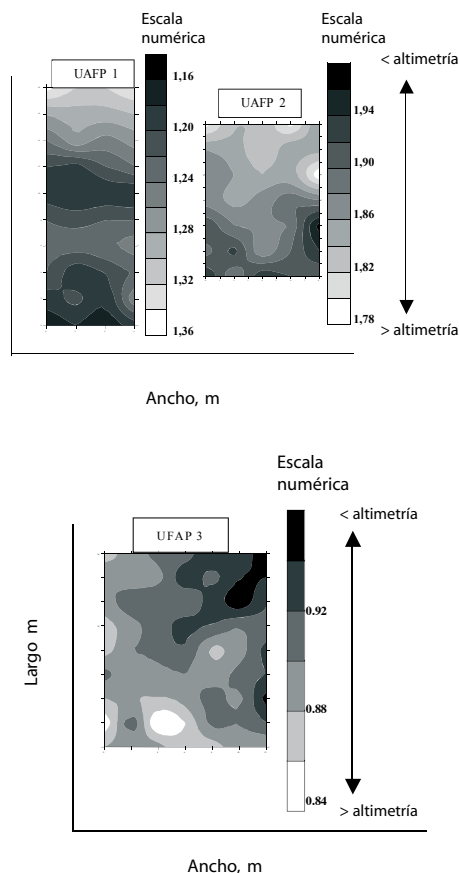 Escala
numérica
UAFP 1
1,16
1,20
1,24
1,28
1,32
1,36
Escala
numérica
UAFP 2
1,94
1,90
1,86
1,82
1,78
< altimetría
> altimetría
Ancho, m
Escala
numérica
UFAP 3
0.92
0.88
0.84
< altimetría
> altimetría
Largo m
Ancho, m